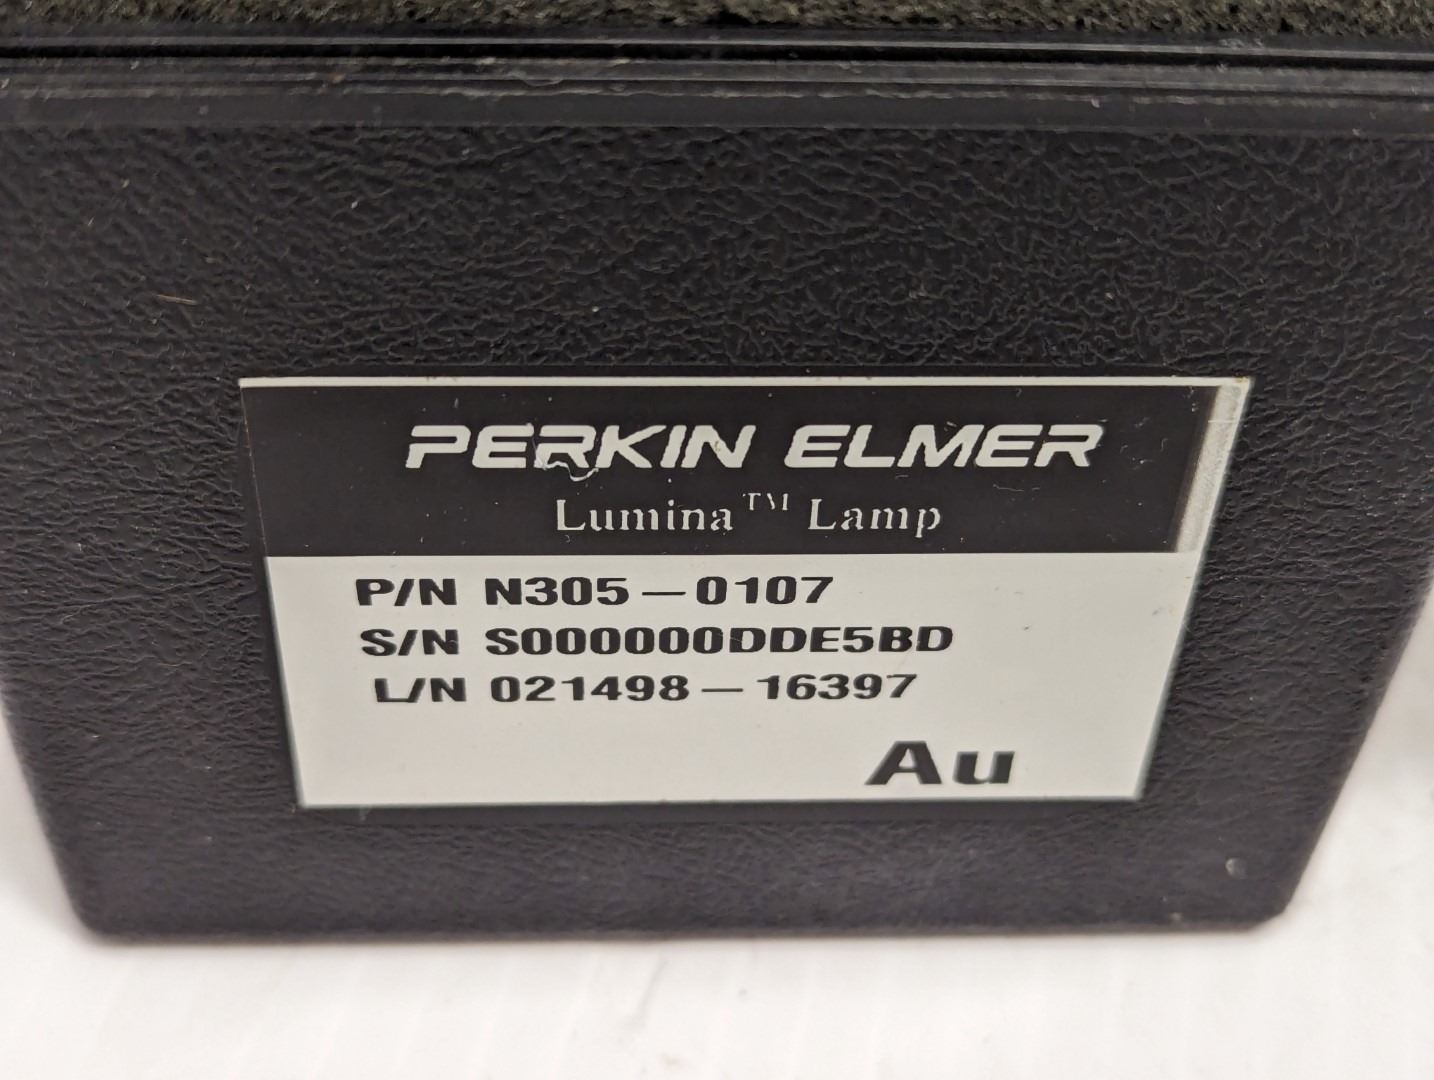 PERKIN ELMER
Lumina™ Lamp
P/N N305-0107
S/N S000000DDE5BD
L/N 021498-16397
Au